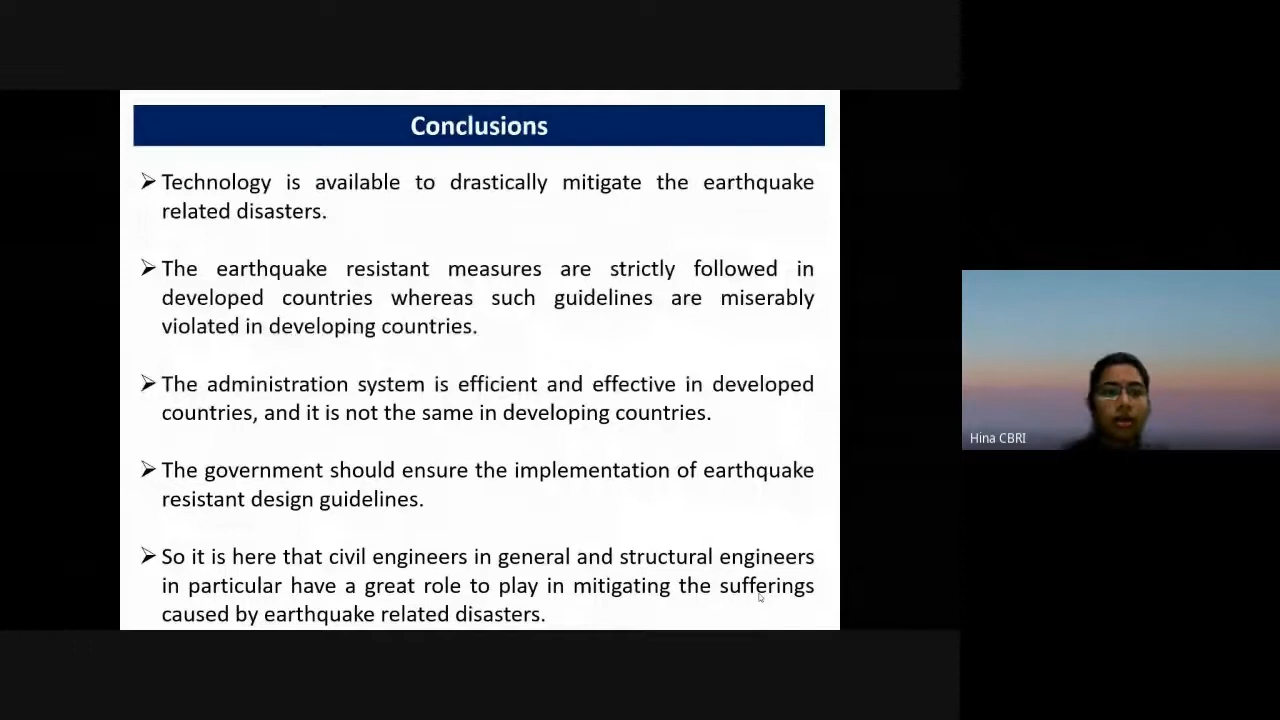 Conclusions
➢ Technology is available to drastically mitigate the earthquake
related disasters.
➢ The earthquake resistant measures are strictly followed in
developed countries whereas such guidelines are miserably
violated in developing countries.
➢ The administration system is efficient and effective in developed
countries, and it is not the same in developing countries.
➢ The government should ensure the implementation of earthquake
resistant design guidelines.
➢ So it is here that civil engineers in general and structural engineers
in particular have a great role to play in mitigating the sufferings
caused by earthquake related disasters.
Hina CBRI